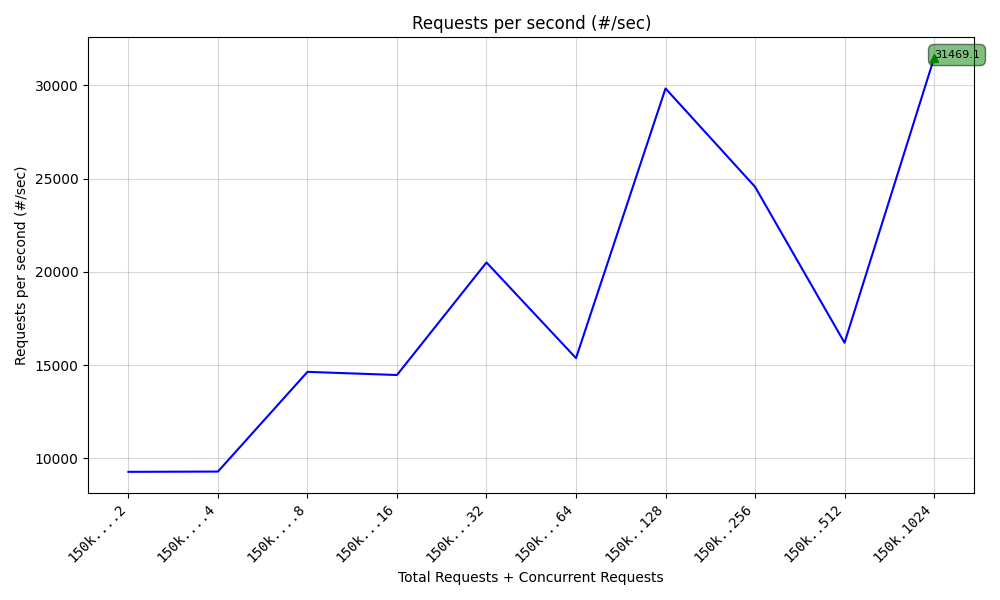 Requests per second (#/sec)
31469.1
30000
25000
20000
15000
10000
Requests per second (#/sec)
150k....2
150k....4
150k....8
150k...16
150k...32
150k...64
150k..128
150k..256
150k..512
150k.1024
Total Requests + Concurrent Requests